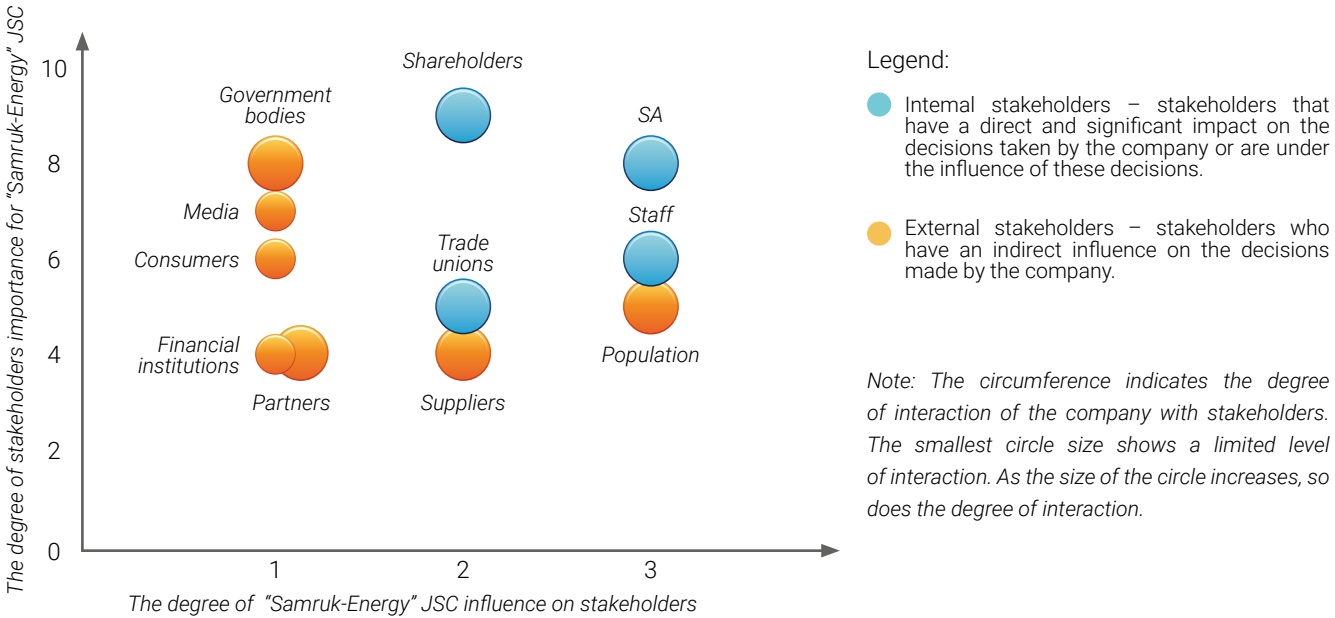 The degree of stakeholders importance for "Samruk-Energy" JSC
10
8
6
4
2
0
Shareholders
Government
bodies
SA
Media
Staff
Consumers
Trade
unions
Financial
institutions
Population
Partners
Suppliers
1
2
3
The degree of "Samruk-Energy" JSC influence on stakeholders
Legend:
Internal stakeholders – stakeholders that
have a direct and significant impact on the
decisions taken by the company or are under
the influence of these decisions.
External stakeholders – stakeholders who
have an indirect influence on the decisions
made by the company.
Note: The circumference indicates the degree
of interaction of the company with stakeholders.
The smallest circle size shows a limited level
of interaction. As the size of the circle increases, so
does the degree of interaction.